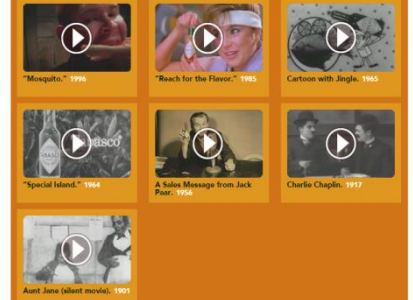 "Mosquito." 1996
"Reach for the Flavor." 1985
Cartoon with Jingle. 1965
basco
"Special Island." 1964
A Sales Message from Jack
Paar. 1956
Charlie Chaplin. 1917
Aunt Jane (silent movie). 1901